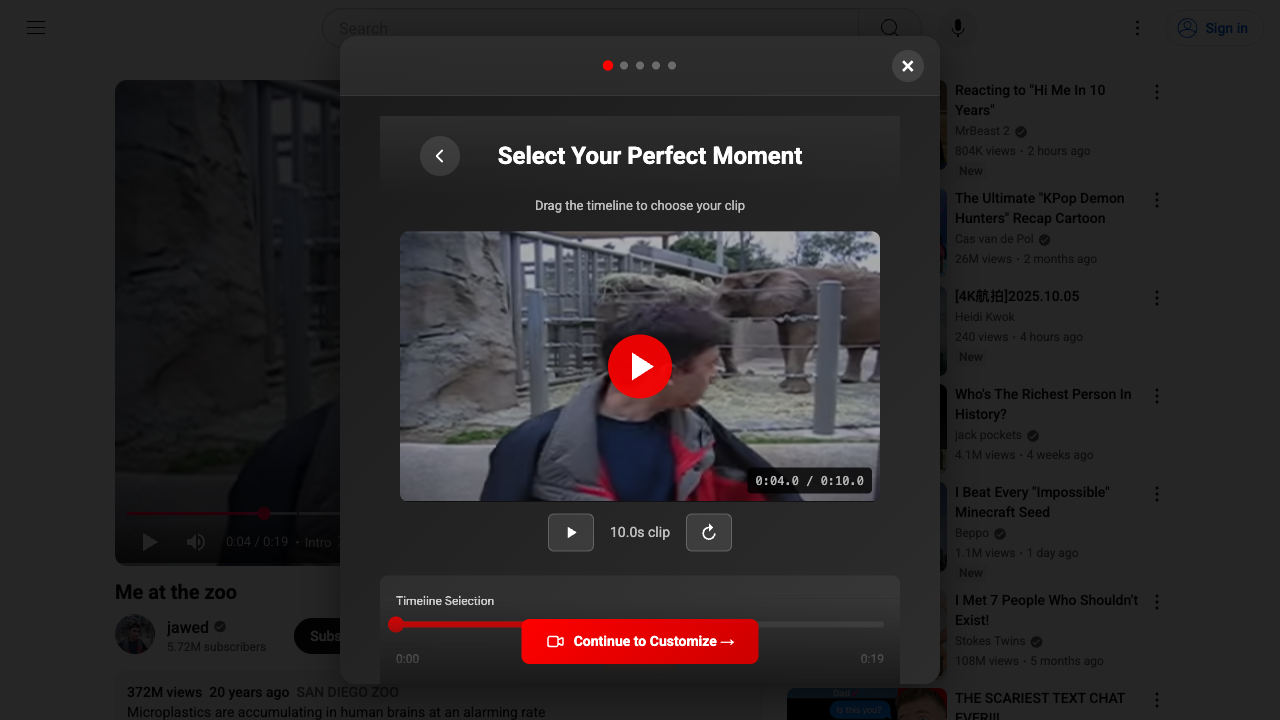 Search
Sign in
Select Your Perfect Moment
Drag the timeline to choose your clip
0:04.0 / 0:10.0
10.0s clip
Timeline Selection
Continue to Customize →
0:00
0:19
0:04 / 0:19 • Intro
Me at the zoo
jawed
5.72M subscribers
Subs
372M views 20 years ago SAN DIEGO ZOO
Microplastics are accumulating in human brains at an alarming rate
Reacting to "Hi Me In 10
Years"
MrBeast 2
804K views • 2 hours ago
New
The Ultimate "KPop Demon
Hunters" Recap Cartoon
Cas van de Pol
26M views • 2 months ago
[4K航拍]2025.10.05
Heidi Kwok
240 views • 4 hours ago
New
Who's The Richest Person In
History?
jack pockets
4.1M views • 4 weeks ago
I Beat Every "Impossible"
Minecraft Seed
Beppo
1.1M views • 1 day ago
New
I Met 7 People Who Shouldn't
Exist!
Stokes Twins
108M views • 5 months ago
Dad
is this you?
THE SCARIEST TEXT CHAT
EVER!!!